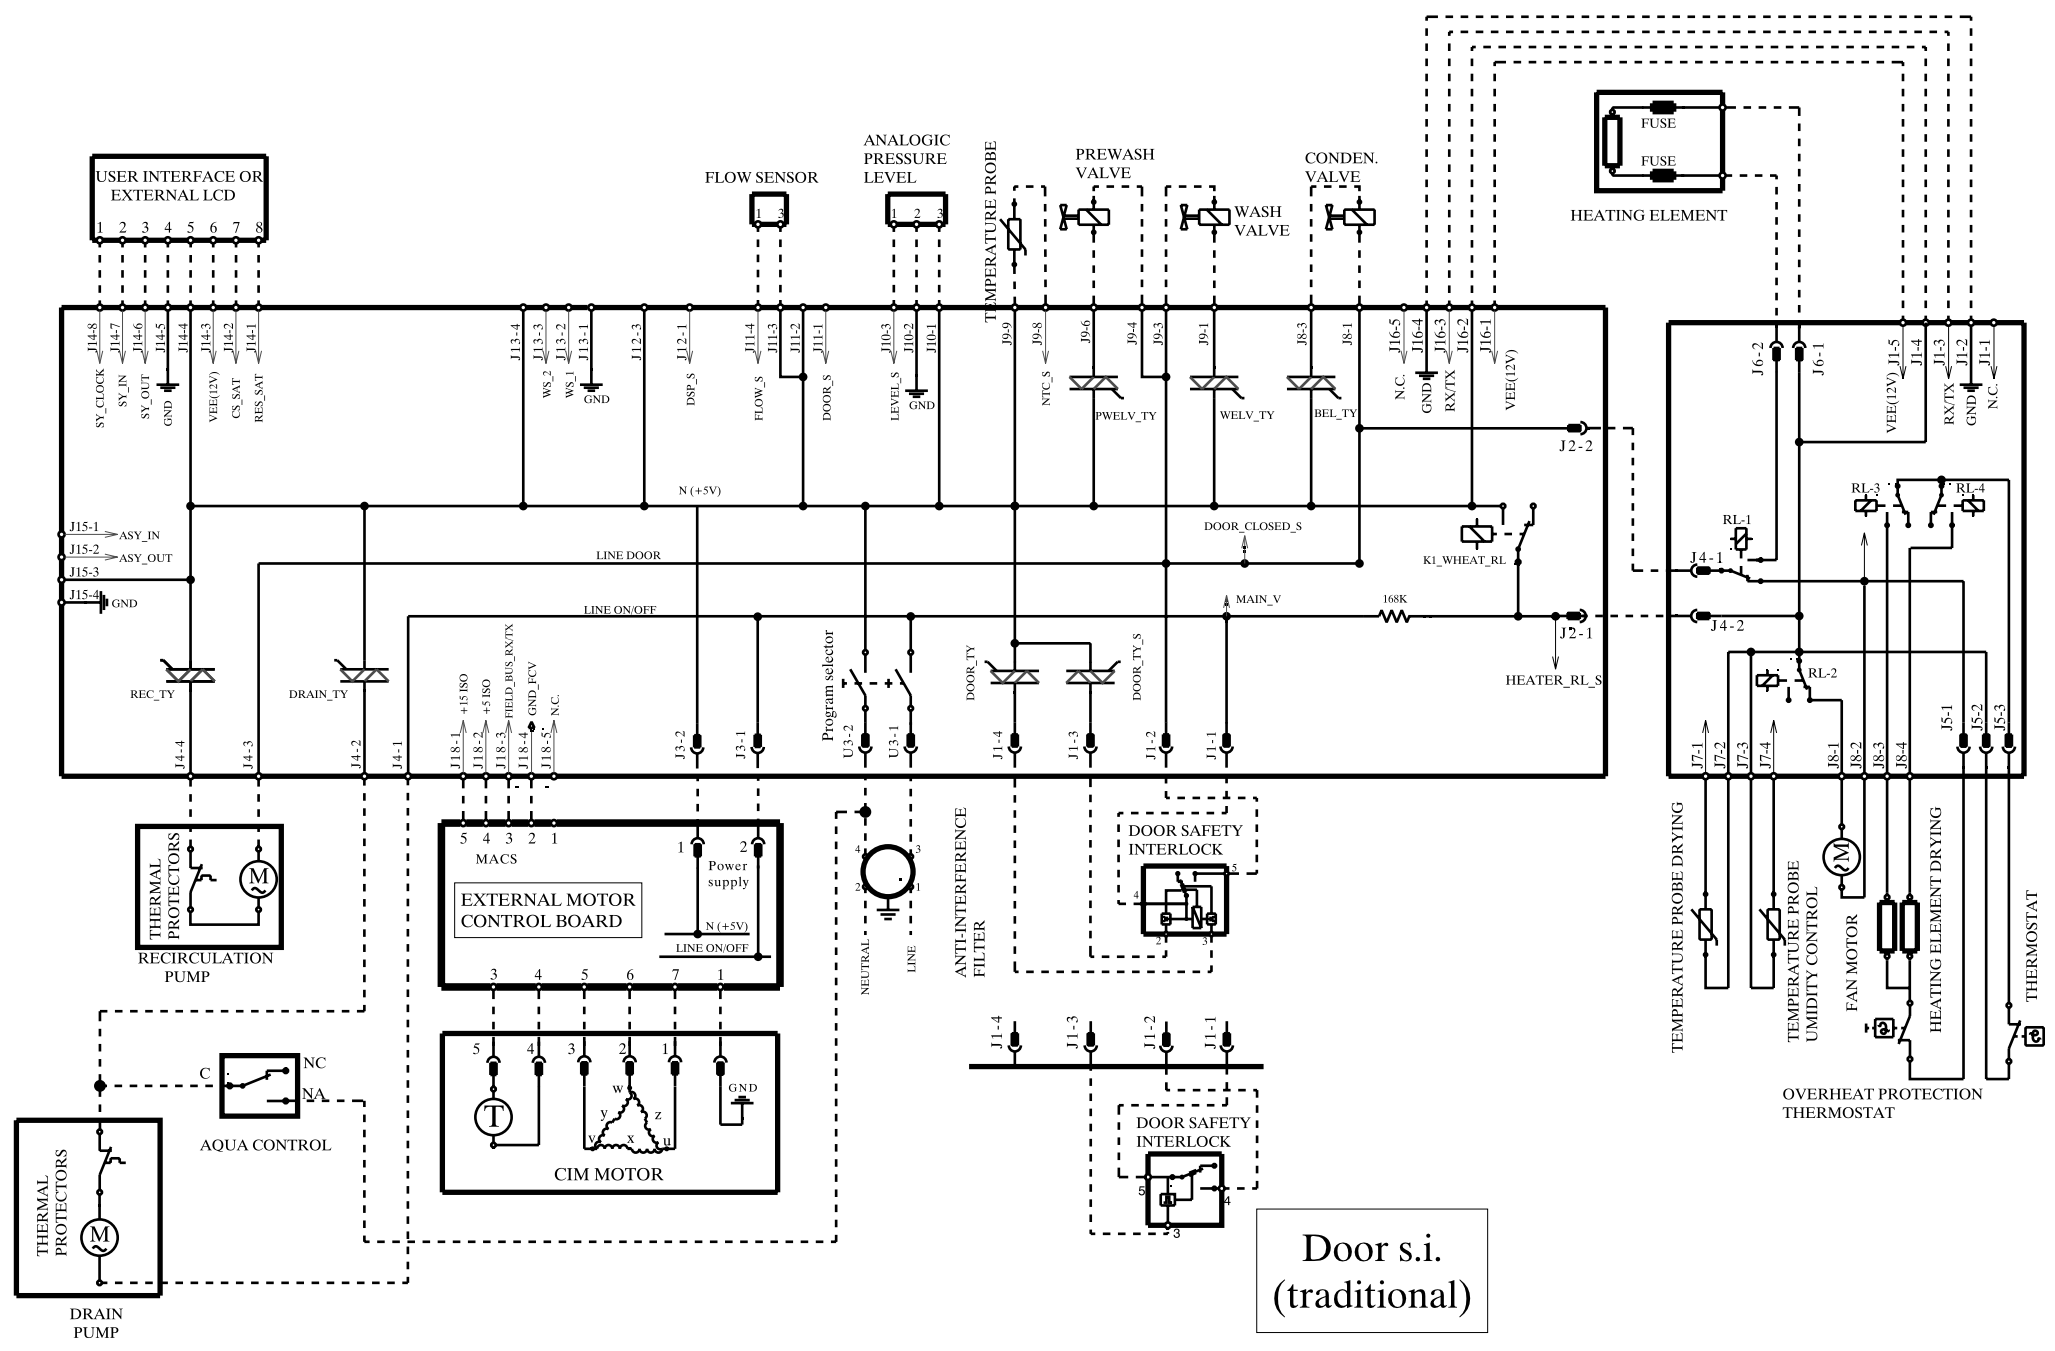 USER INTERFACE OR
EXTERNAL LCD
1 2 3 4 5 6 7 8
FLOW SENSOR
1 3
ANALOGIC
PRESSURE
LEVEL
1 2 3
TEMPERATURE PROBE
PREWASH
VALVE
WASH
VALVE
CONDEN.
VALVE
FUSE
FUSE
HEATING ELEMENT
J14-8
J14-7
J14-6
J14-5
J14-4
J14-3
J14-2
J14-1
SY_CLOCK
SY_IN
SY_OUT
GND
VEE(12V)
CS_SAT
RES_SAT
J13-4
J13-3
J13-2
J13-1
WS_2
WS_1
GND
J12-3
J12-1
DSP_S
J11-4
J11-3
J11-2
J11-1
FLOW_S
DOOR_S
J10-3
J10-2
J10-1
LEVEL_S
GND
J9-9
J9-8
NTC_S
J9-6
J9-4
J9-3
J9-1
PWELV_TY
WELV_TY
J8-3
J8-1
BEL_TY
J16-5
J16-4
J16-3
J16-2
J16-1
N.C.
GND
RX/TX
VEE(12V)
J2-2
J6-2
J6-1
J1-5
J1-4
J1-3
J1-2
J1-1
VEE(12V)
RX/TX
GND
N.C.
N (+5V)
J15-1
ASY_IN
J15-2
ASY_OUT
J15-3
J15-4
GND
LINE DOOR
DOOR_CLOSED_S
K1_WHEAT_RL
LINE ON/OFF
MAIN_V
168K
J2-1
HEATER_RL_S
RL-3
RL-4
RL-1
J4-1
J4-2
RL-2
REC_TY
DRAIN_TY
+15 ISO
+5 ISO
FIELD_BUS_RX/TX
GND_FCV
N.C.
Program selector
DOOR_TY
DOOR_TY_S
J4-4
J4-3
J4-2
J4-1
J18-1
J18-2
J18-3
J18-4
J18-5
J3-2
J3-1
U3-2
U3-1
J1-4
J1-3
J1-2
J1-1
J7-1
J7-2
J7-3
J7-4
J8-1
J8-2
J8-3
J8-4
J5-1
J5-2
J5-3
THERMAL
PROTECTORS
M
RECIRCULATION
PUMP
5 4 3 2 1
MACS
1 2
Power
supply
EXTERNAL MOTOR
CONTROL BOARD
N (+5V)
LINE ON/OFF
3 4 5 6 7 1
4 3
2 1
NEUTRAL
LINE
ANTI-INTERFERENCE
FILTER
DOOR SAFETY
INTERLOCK
5
4
2 3
TEMPERATURE PROBE DRYING
TEMPERATURE PROBE
UMIDITY CONTROL
M
FAN MOTOR
HEATING ELEMENT DRYING
THERMOSTAT
OVERHEAT PROTECTION
THERMOSTAT
C
NC
NA
AQUA CONTROL
THERMAL
PROTECTORS
M
DRAIN
PUMP
5 4 3 2 1
T
w
y z
v x u
GND
CIM MOTOR
J1-4
J1-3
J1-2
J1-1
DOOR SAFETY
INTERLOCK
5
4
3
Door s.i.
(traditional)